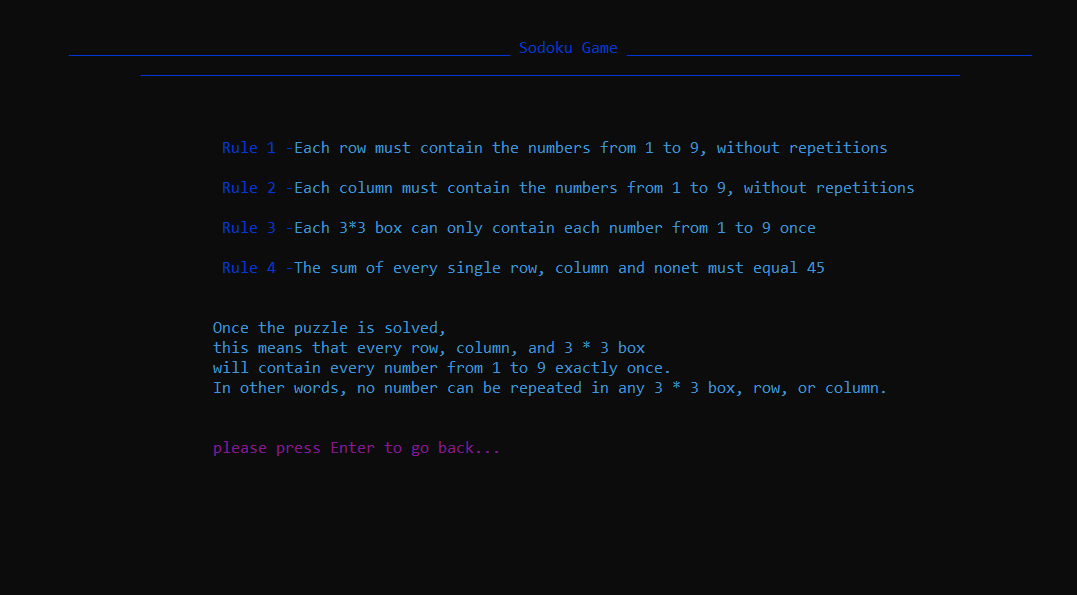 Sodoku Game
Rule 1 -Each row must contain the numbers from 1 to 9, without repetitions
Rule 2 -Each column must contain the numbers from 1 to 9, without repetitions
Rule 3 -Each 3*3 box can only contain each number from 1 to 9 once
Rule 4 -The sum of every single row, column and nonet must equal 45
Once the puzzle is solved,
this means that every row, column, and 3 * 3 box
will contain every number from 1 to 9 exactly once.
In other words, no number can be repeated in any 3 * 3 box, row, or column.
please press Enter to go back...